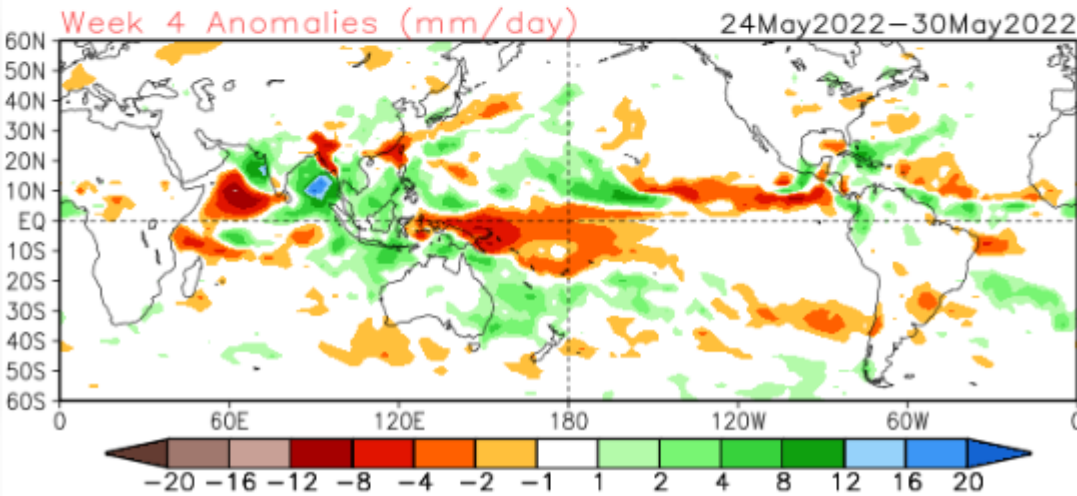 Week 4 Anomalies (mm/day) 24May2022-30May2022
60N
50N
40N
30N
20N
10N
EQ
10S
20S
30S
40S
50S
60S
0 60E 120E 180 120W 60W
-20 -16 -12 -8 -4 -2 -1 1 2 4 8 12 16 20